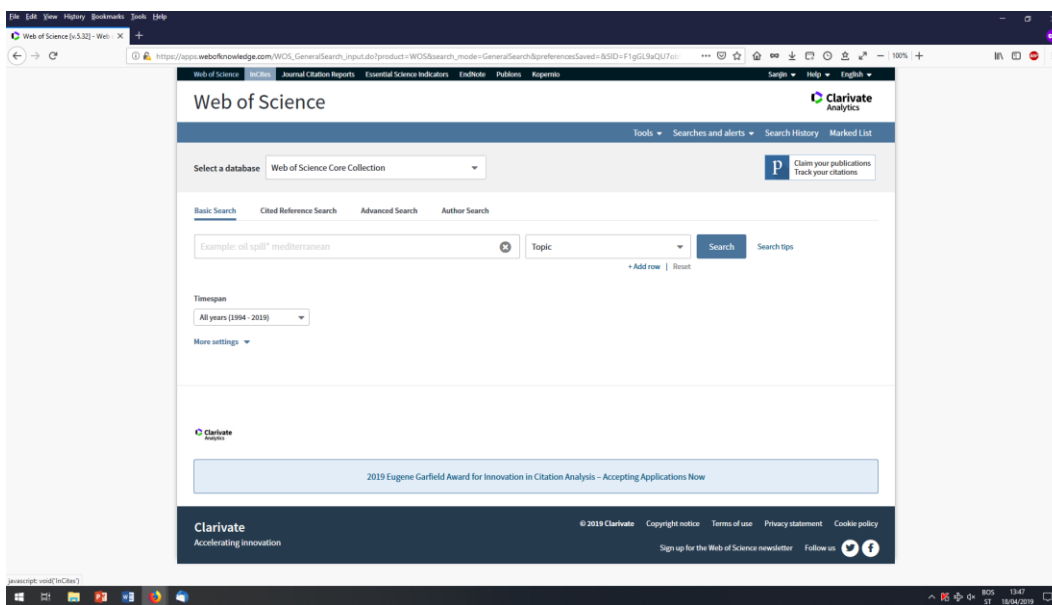 File Edit View History Bookmarks Tools Help
Web of Science [v.5.32] - Web
https://apps.webofknowledge.com/WOS_GeneralSearch_input.do?product=WOS&search_mode=GeneralSearch&preferencesSaved=&SID=F1gGL9aQU7
100%
Web of Science InCites Journal Citation Reports Essential Science Indicators EndNote Publons Kopernio Sanjin Help English
Web of Science Clarivate Analytics
Tools Searches and alerts Search History Marked List
Select a database Web of Science Core Collection
p Claim your publications
Track your citations
Basic Search Cited Reference Search Advanced Search Author Search
Example: oil spill* mediterranean Topic Search Search tips
+ Add row | Reset
Timespan
All years (1994 - 2019)
More settings
Clarivate
Analytics
2019 Eugene Garfield Award for Innovation in Citation Analysis – Accepting Applications Now
Clarivate © 2019 Clarivate Copyright notice Terms of use Privacy statement Cookie policy
Accelerating innovation
Sign up for the Web of Science newsletter Follow us
javascript: void('InCites')
BOS 13:47
ST 18/04/2019